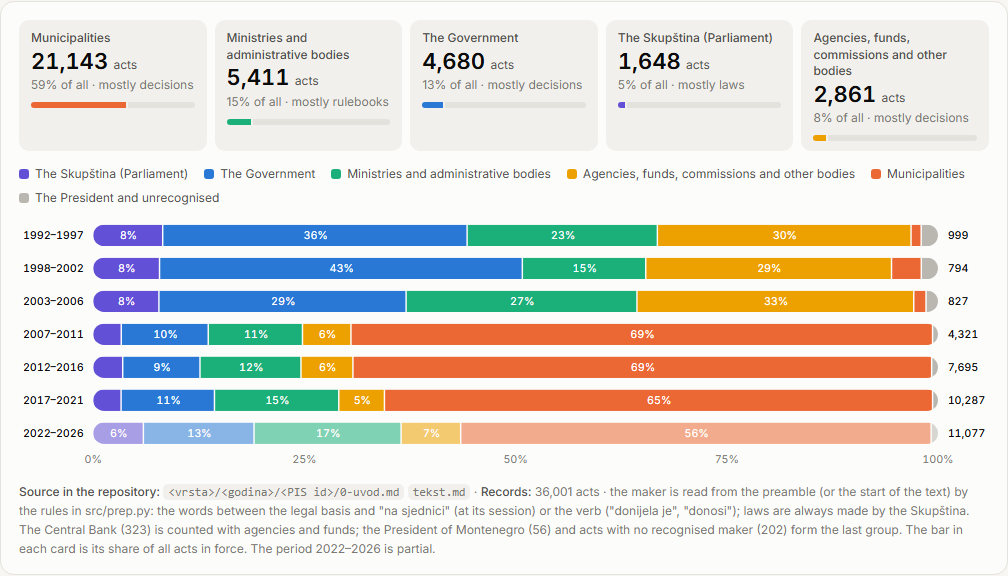 Municipalities
21,143 acts
59% of all · mostly decisions
Ministries and
administrative bodies
5,411 acts
15% of all · mostly rulebooks
The Government
4,680 acts
13% of all · mostly decisions
The Skupština (Parliament)
1,648 acts
5% of all · mostly laws
Agencies, funds,
commissions and other
bodies
2,861 acts
8% of all · mostly decisions
The Skupština (Parliament) The Government Ministries and administrative bodies Agencies, funds, commissions and other bodies Municipalities
The President and unrecognised
1992–1997 8% 36% 23% 30% 999
1998–2002 8% 43% 15% 29% 794
2003–2006 8% 29% 27% 33% 827
2007–2011 10% 11% 6% 69% 4,321
2012–2016 9% 12% 6% 69% 7,695
2017–2021 11% 15% 5% 65% 10,287
2022–2026 6% 13% 17% 7% 56% 11,077
0% 25% 50% 75% 100%
Source in the repository: <vrsta>/<godina>/<PIS id>/0-uvod.md tekst.md · Records: 36,001 acts · the maker is read from the preamble (or the start of the text) by
the rules in src/prep.py: the words between the legal basis and "na sjednici" (at its session) or the verb ("donijela je", "donosi"); laws are always made by the Skupština.
The Central Bank (323) is counted with agencies and funds; the President of Montenegro (56) and acts with no recognised maker (202) form the last group. The bar in
each card is its share of all acts in force. The period 2022–2026 is partial.